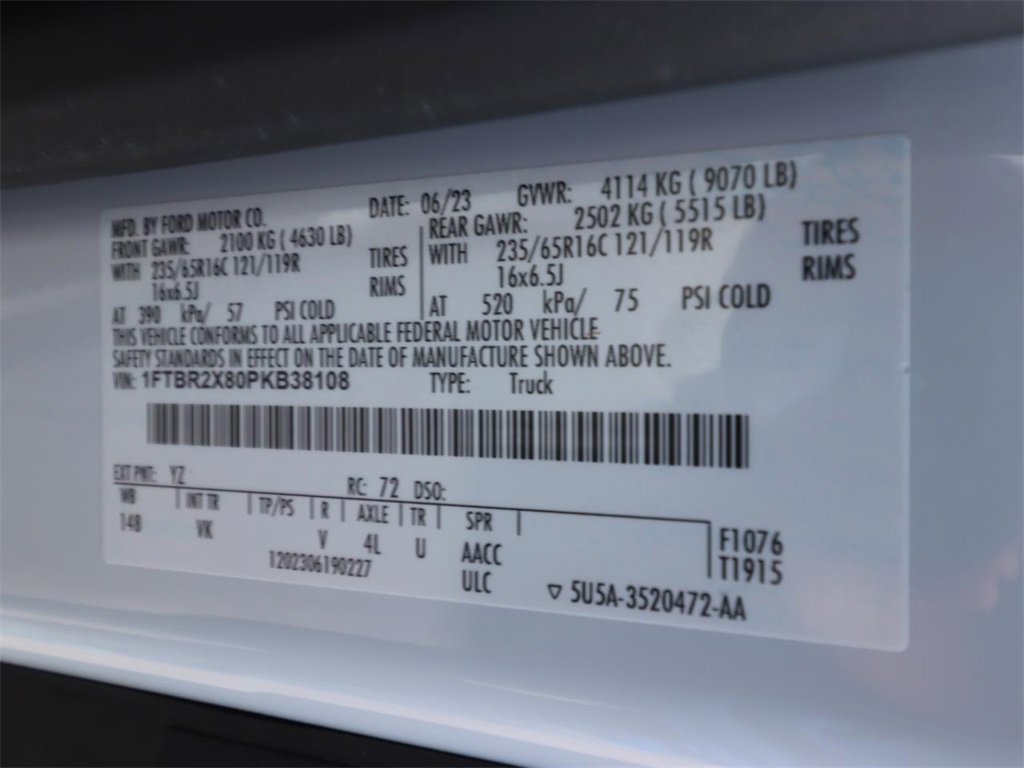 MFD. BY FORD MOTOR CO. DATE: 06/23 GVWR: 4114 KG ( 9070 LB)
FRONT GAWR: 2100 KG ( 4630 LB) REAR GAWR: 2502 KG ( 5515 LB)
WITH 235/65R16C 121/119R TIRES WITH 235/65R16C 121/119R TIRES
16x6.5J RIMS 16x6.5J RIMS
AT 390 kPa/ 57 PSI COLD AT 520 kPa/ 75 PSI COLD
THIS VEHICLE CONFORMS TO ALL APPLICABLE FEDERAL MOTOR VEHICLE
SAFETY STANDARDS IN EFFECT ON THE DATE OF MANUFACTURE SHOWN ABOVE.
VIN: 1FTBR2X80PKB38108 TYPE: Truck
EXT PNT: YZ RC: 72 DSO:
WB INT TR TP/PS R AXLE TR SPR
148 VK V 4L U AACC
1202306190227 ULC
F1076
T1915
▽ 5U5A-3520472-AA